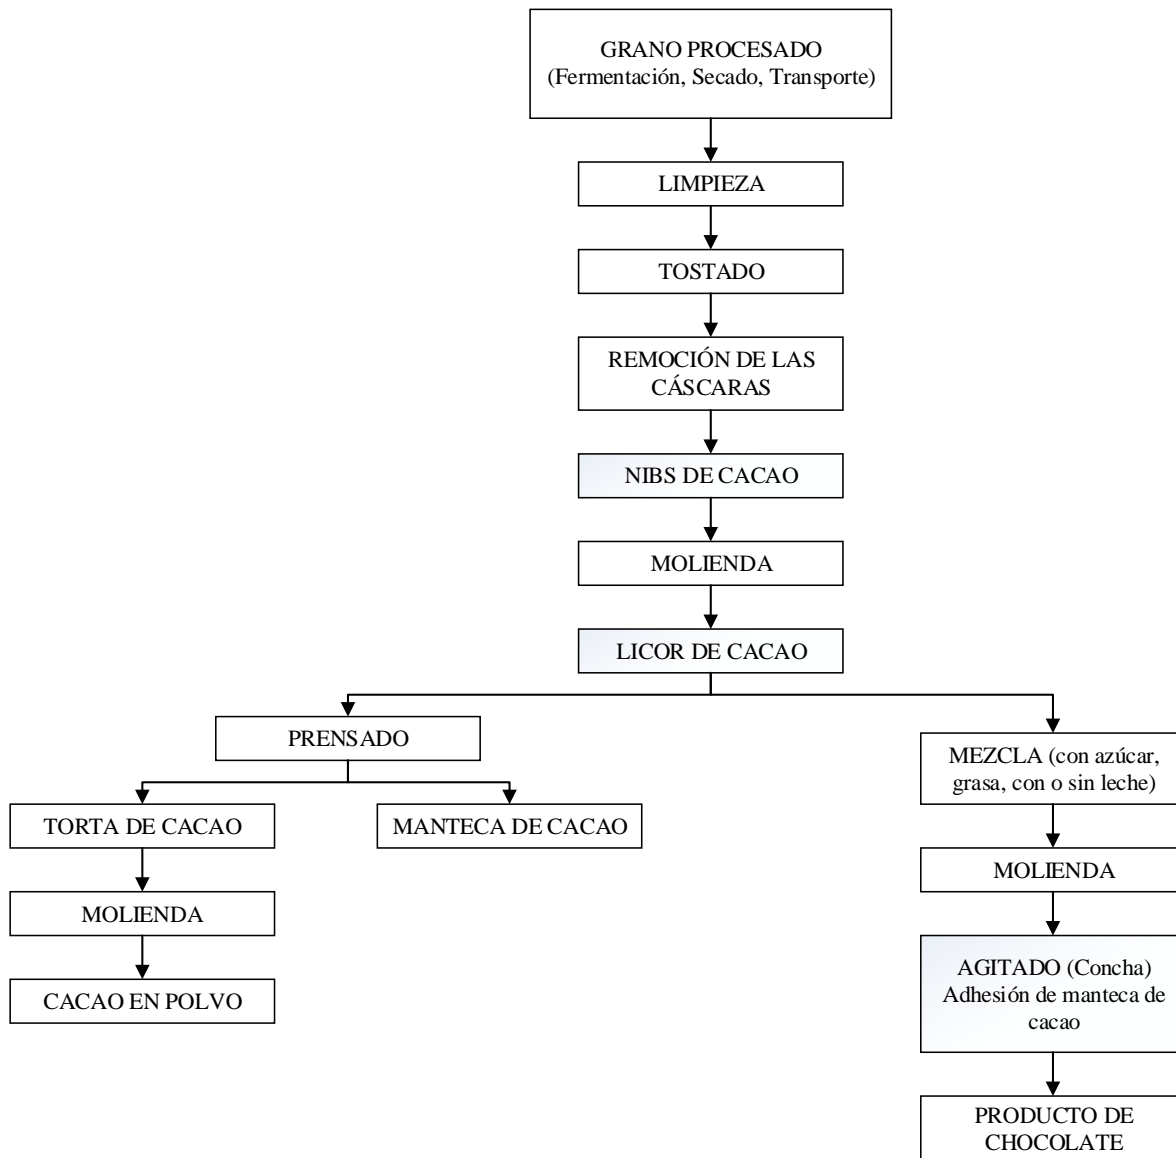 GRANO PROCESADO
(Fermentación, Secado, Transporte)
LIMPIEZA
TOSTADO
REMOCIÓN DE LAS
CÁSCARAS
NIBS DE CACAO
MOLIENDA
LICOR DE CACAO
PRENSADO
TORTA DE CACAO
MANTECA DE CACAO
MOLIENDA
CACAO EN POLVO
MEZCLA (con azúcar,
grasa, con o sin leche)
MOLIENDA
AGITADO (Concha)
Adhesión de manteca de
cacao
PRODUCTO DE
CHOCOLATE